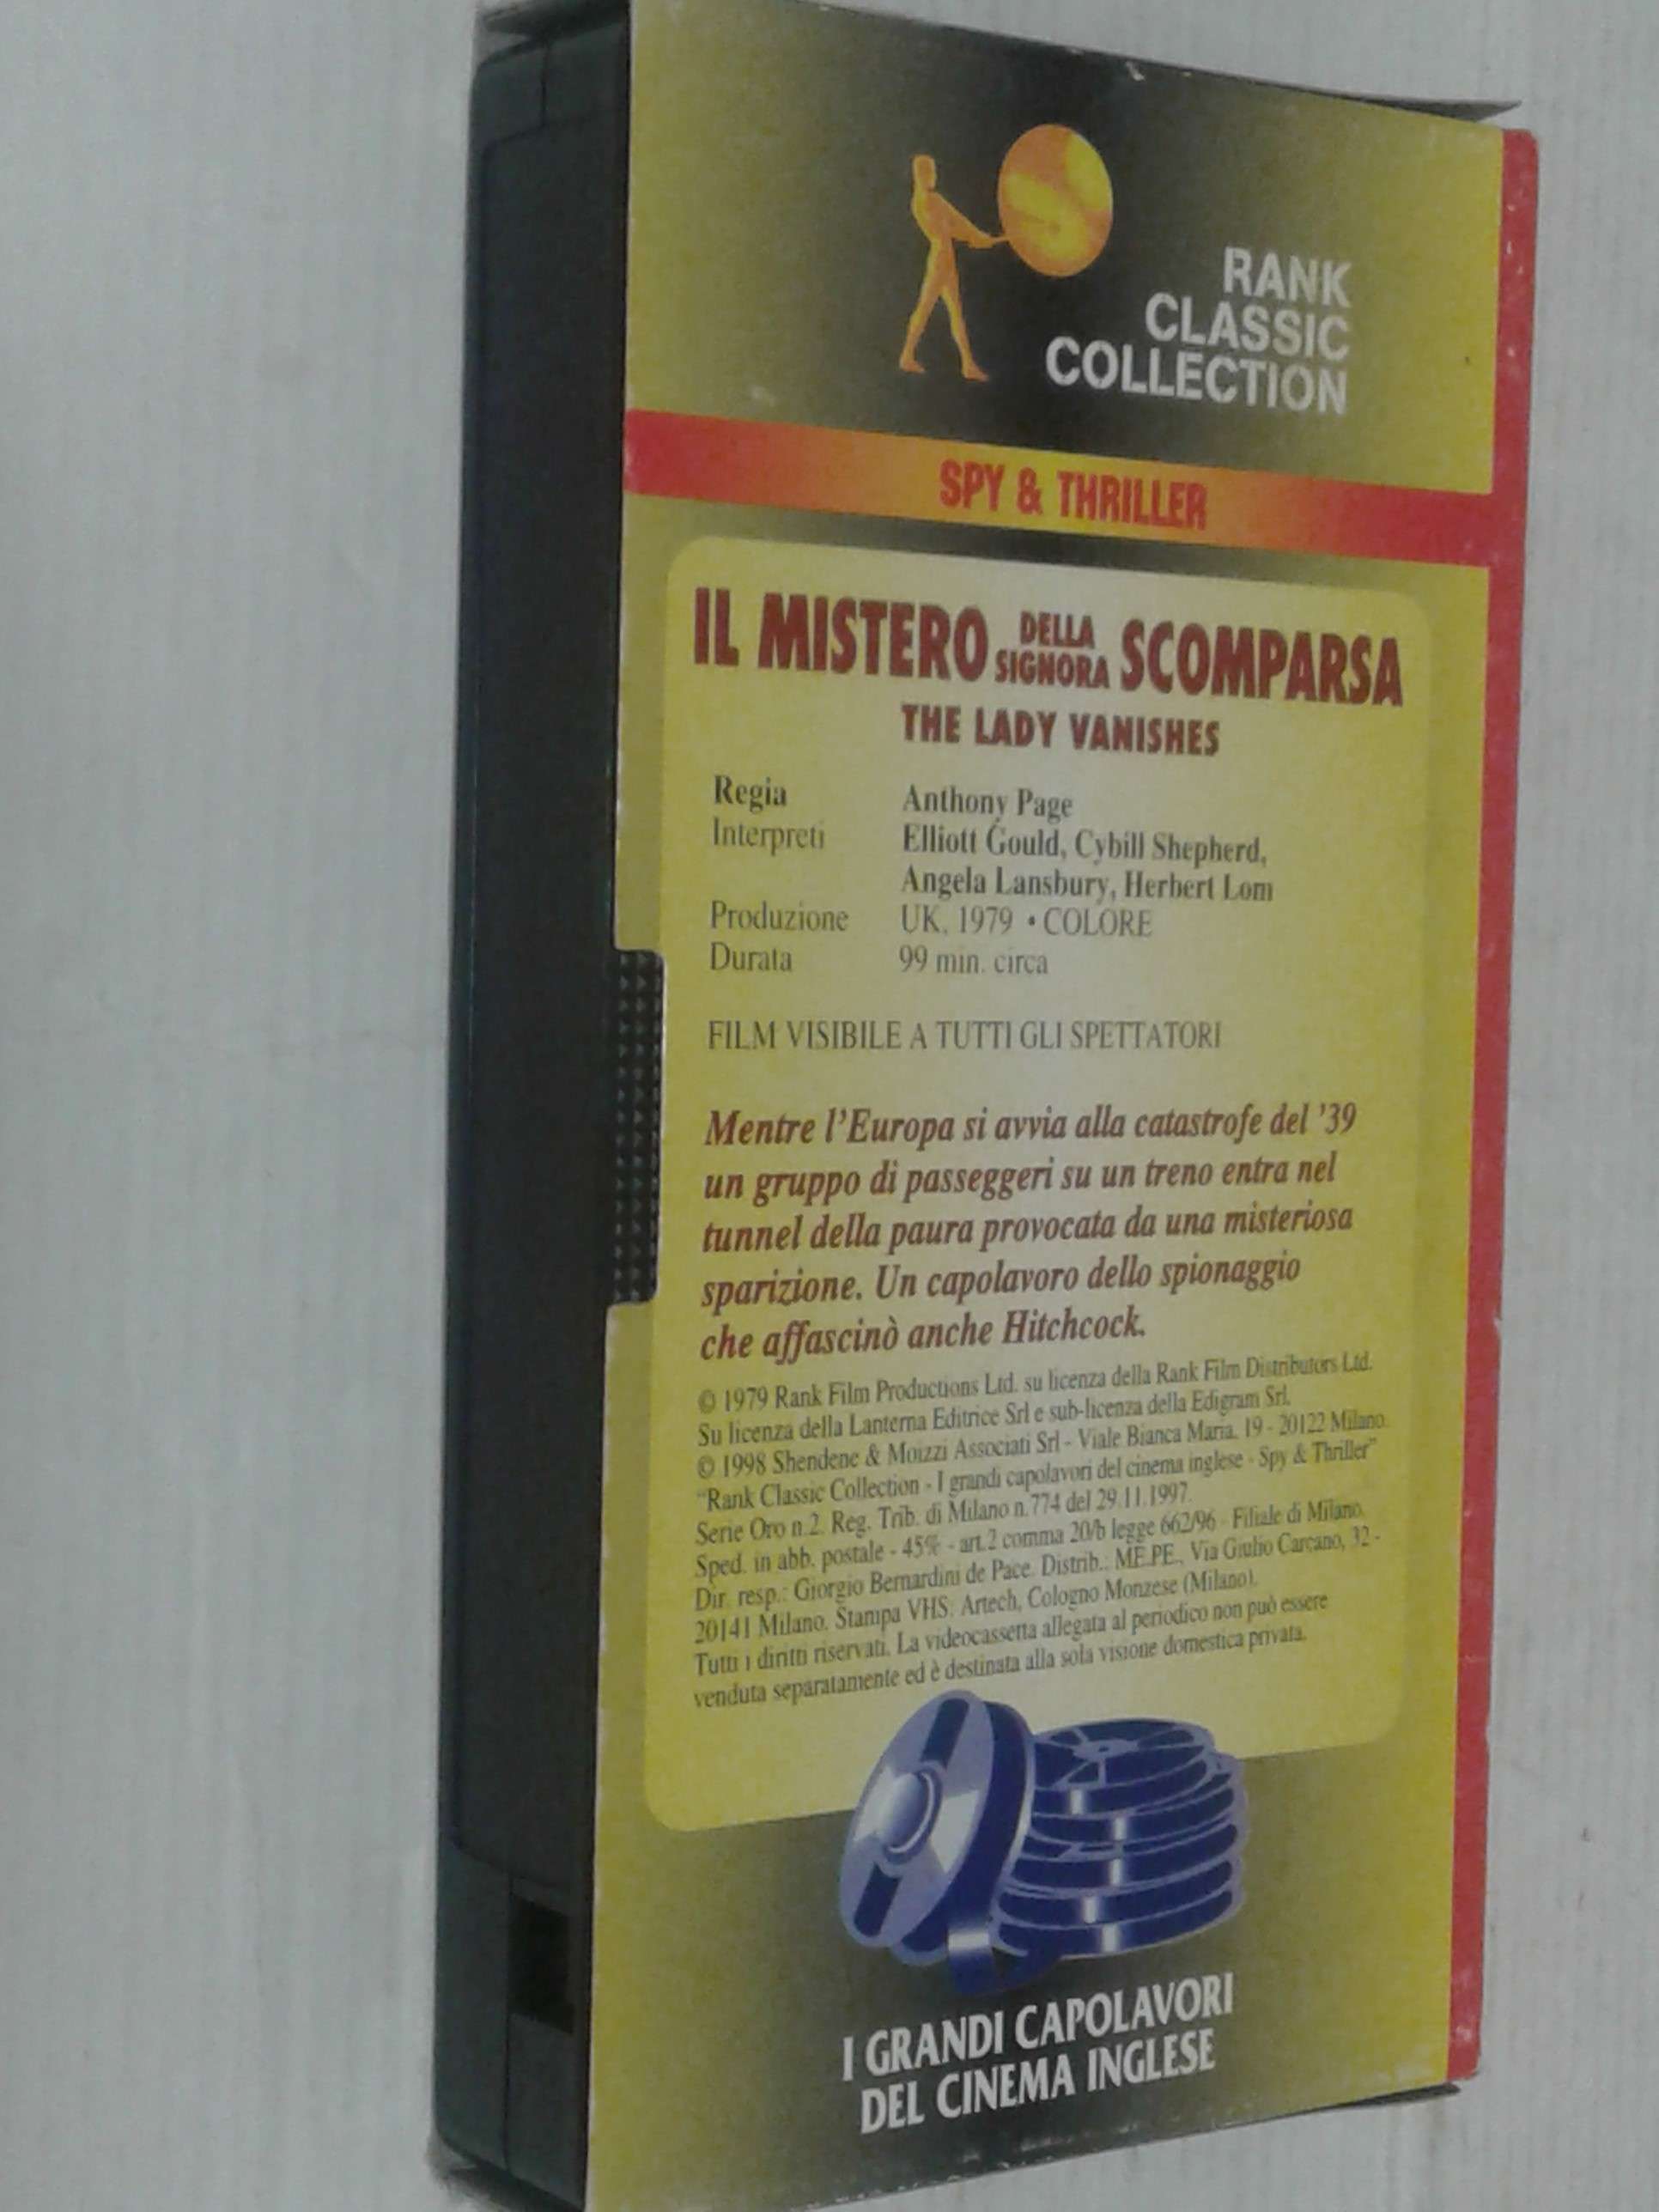 RANK
CLASSIC
COLLECTION
SPY & THRILLER
IL MISTERO DELLA SIGNORA SCOMPARSA
THE LADY VANISHES
Regia Anthony Page
Interpreti Elliott Gould, Cybill Shepherd,
Angela Lansbury, Herbert Lom
Produzione UK, 1979 • COLORE
Durata 99 min. circa
FILM VISIBILE A TUTTI GLI SPETTATORI
Mentre l'Europa si avvia alla catastrofe del '39
un gruppo di passeggeri su un treno entra nel
tunnel della paura provocata da una misteriosa
sparizione. Un capolavoro dello spionaggio
che affascinò anche Hitchcock.
© 1979 Rank Film Productions Ltd. su licenza della Rank Film Distributors Ltd.
Su licenza della Lanterna Editrice Srl e sub-licenza della Edigram Srl.
© 1998 Shendene & Moizzi Associati Srl - Viale Bianca Maria, 19 - 20122 Milano.
"Rank Classic Collection - I grandi capolavori del cinema inglese - Spy & Thriller"
Serie Oro n.2. Reg. Trib. di Milano n.774 del 29.11.1997.
Sped. in abb. postale - 45% - art.2 comma 20/b legge 662/96 - Filiale di Milano.
Dir. resp.: Giorgio Bernardini de Pace. Distrib.: ME.PE., Via Giulio Carcano, 32 -
20141 Milano. Stampa VHS: Artech, Cologno Monzese (Milano).
Tutti i diritti riservati. La videocassetta allegata al periodico non può essere
venduta separatamente ed è destinata alla sola visione domestica privata.
I GRANDI CAPOLAVORI
DEL CINEMA INGLESE